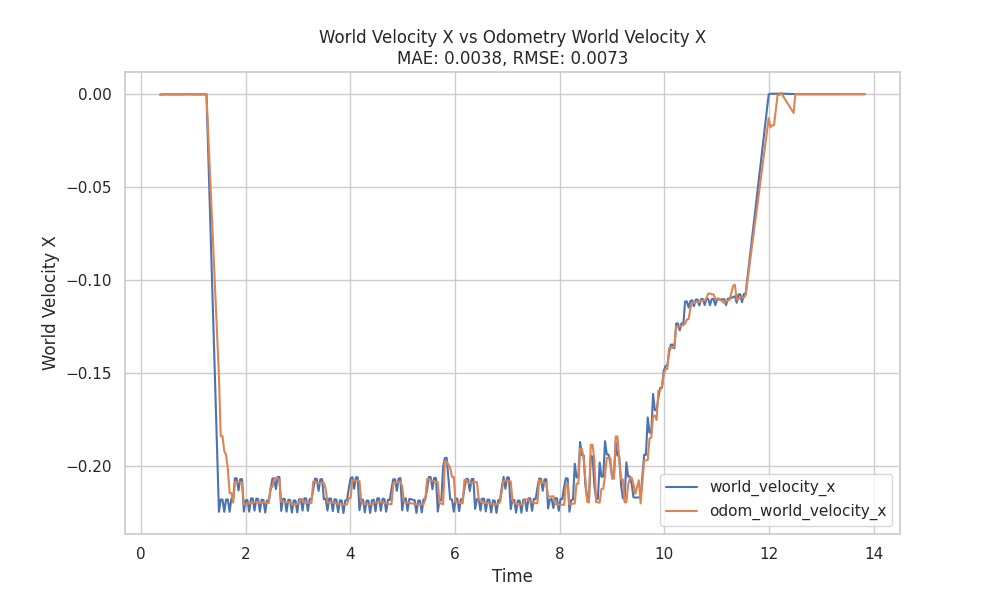 World Velocity X vs Odometry World Velocity X
MAE: 0.0038, RMSE: 0.0073
World Velocity X
0.00
−0.05
−0.10
−0.15
−0.20
0 2 4 6 8 10 12 14
Time
world_velocity_x
odom_world_velocity_x